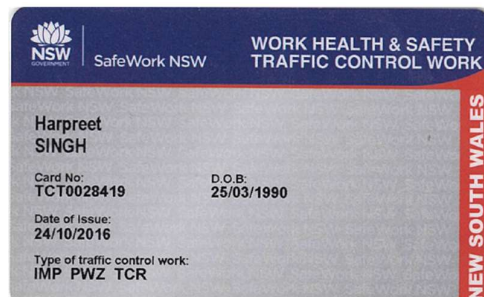 NSW
GOVERNMENT
SafeWork NSW
WORK HEALTH & SAFETY
TRAFFIC CONTROL WORK
Harpreet
SINGH
Card No:
TCT0028419
D.O.B:
25/03/1990
Date of Issue:
24/10/2016
Type of traffic control work:
IMP PWZ TCR
NEW SOUTH WALES